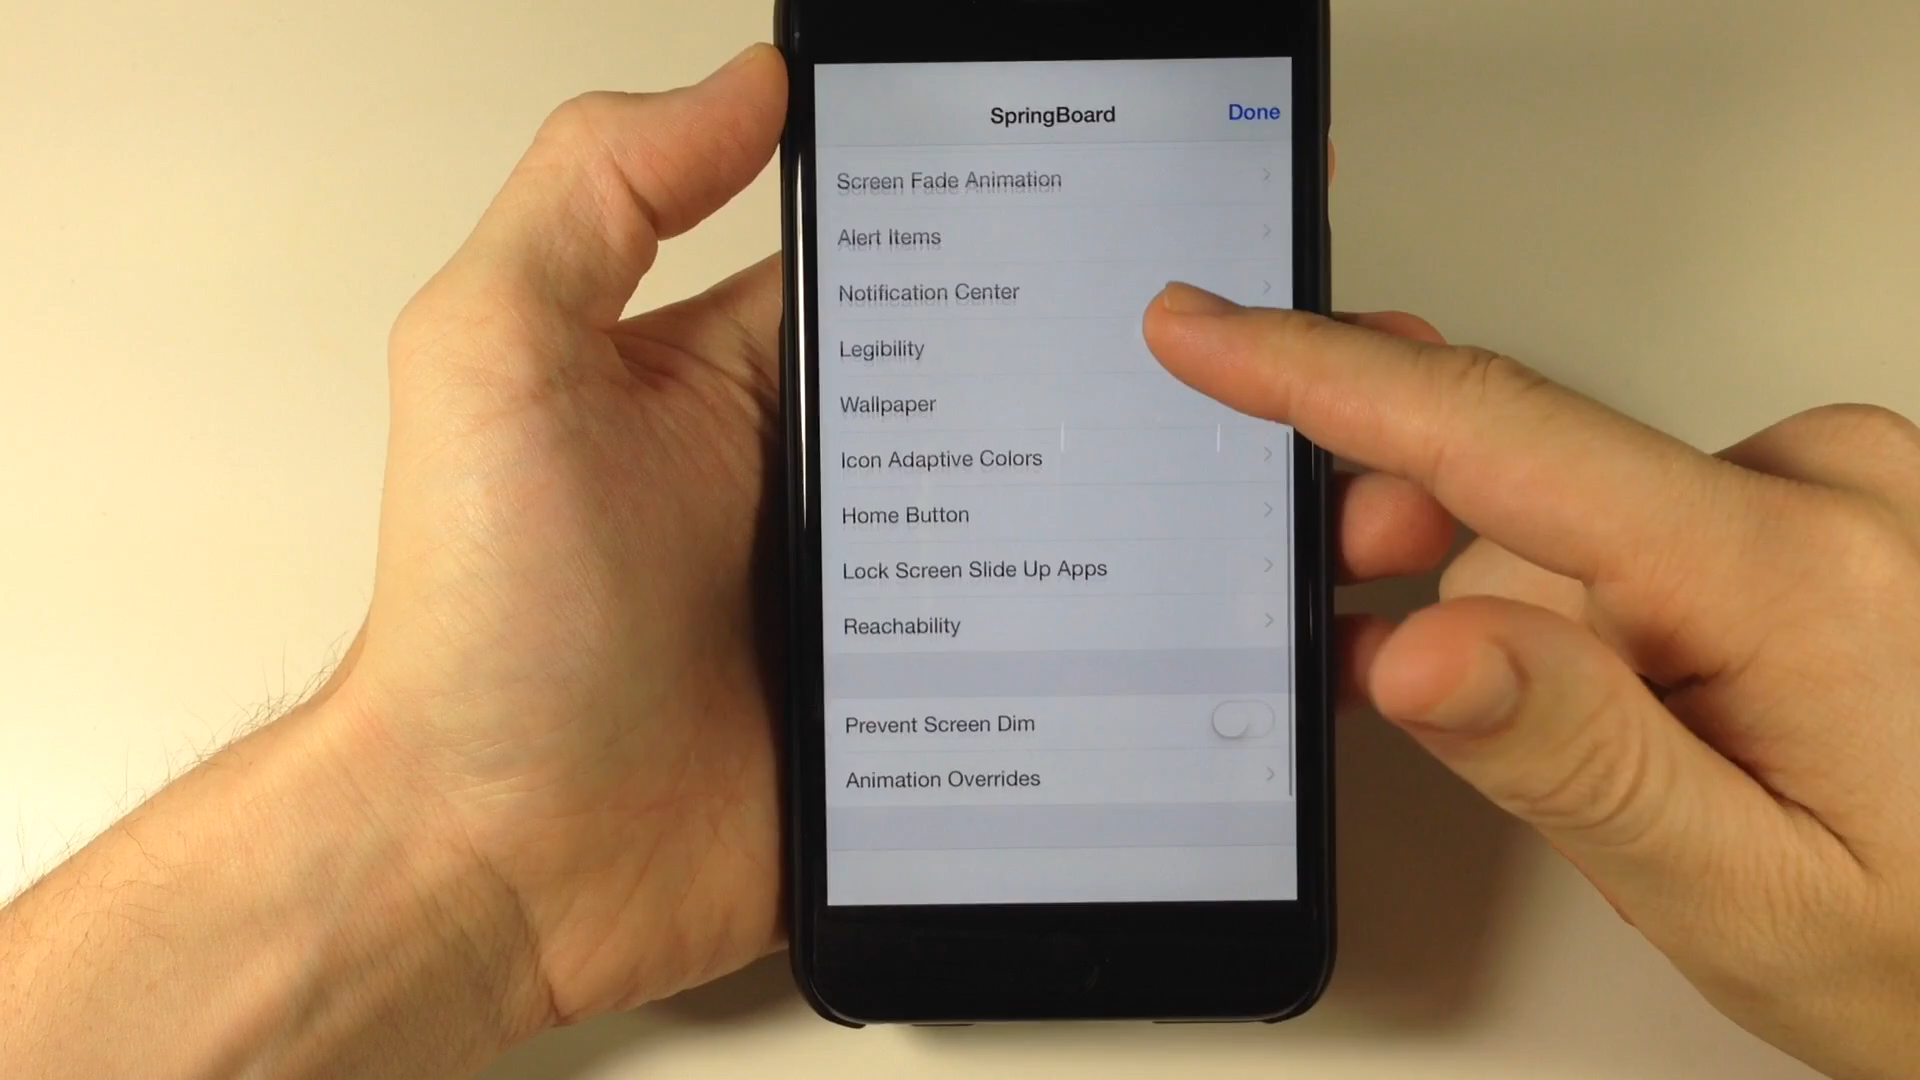 SpringBoard
Done
Screen Fade Animation
Alert Items
Notification Center
Legibility
Wallpaper
Icon Adaptive Colors
Home Button
Lock Screen Slide Up Apps
Reachability
Prevent Screen Dim
Animation Overrides